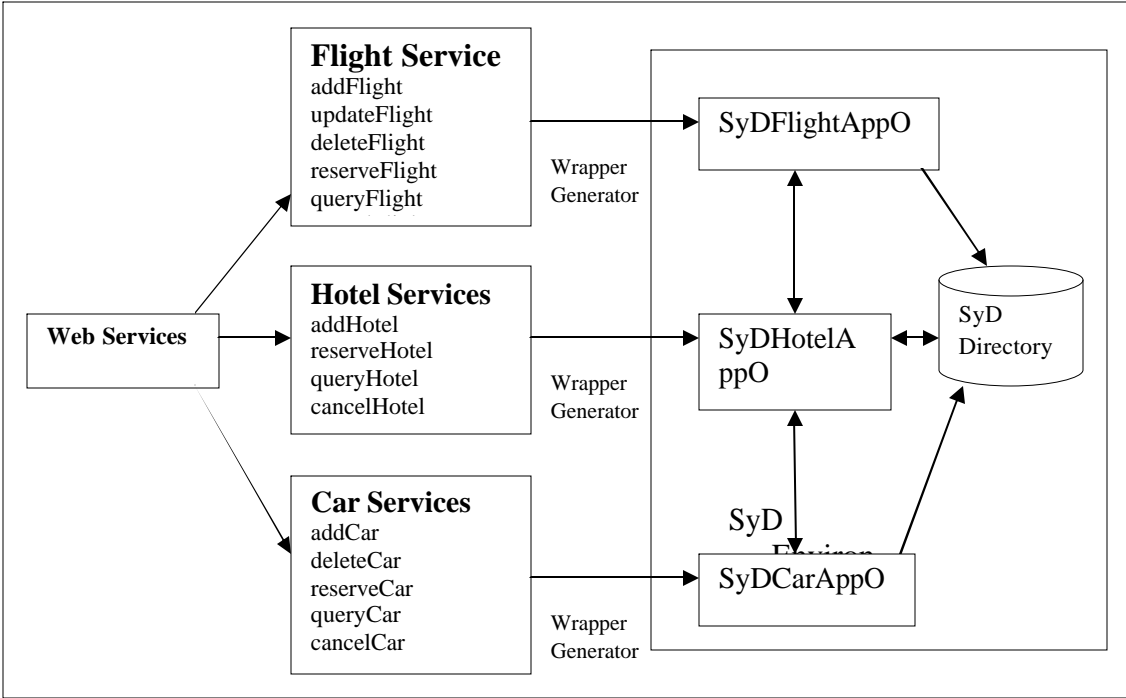 Flight Service
addFlight
updateFlight
deleteFlight
reserveFlight
queryFlight
Wrapper
Generator
SyDFlightAppO
Web Services
Hotel Services
addHotel
reserveHotel
queryHotel
cancelHotel
Wrapper
Generator
SyDHotelA
ppO
SyD
Directory
Car Services
addCar
deleteCar
reserveCar
queryCar
cancelCar
Wrapper
Generator
SyD
Environ
SyDCarAppO